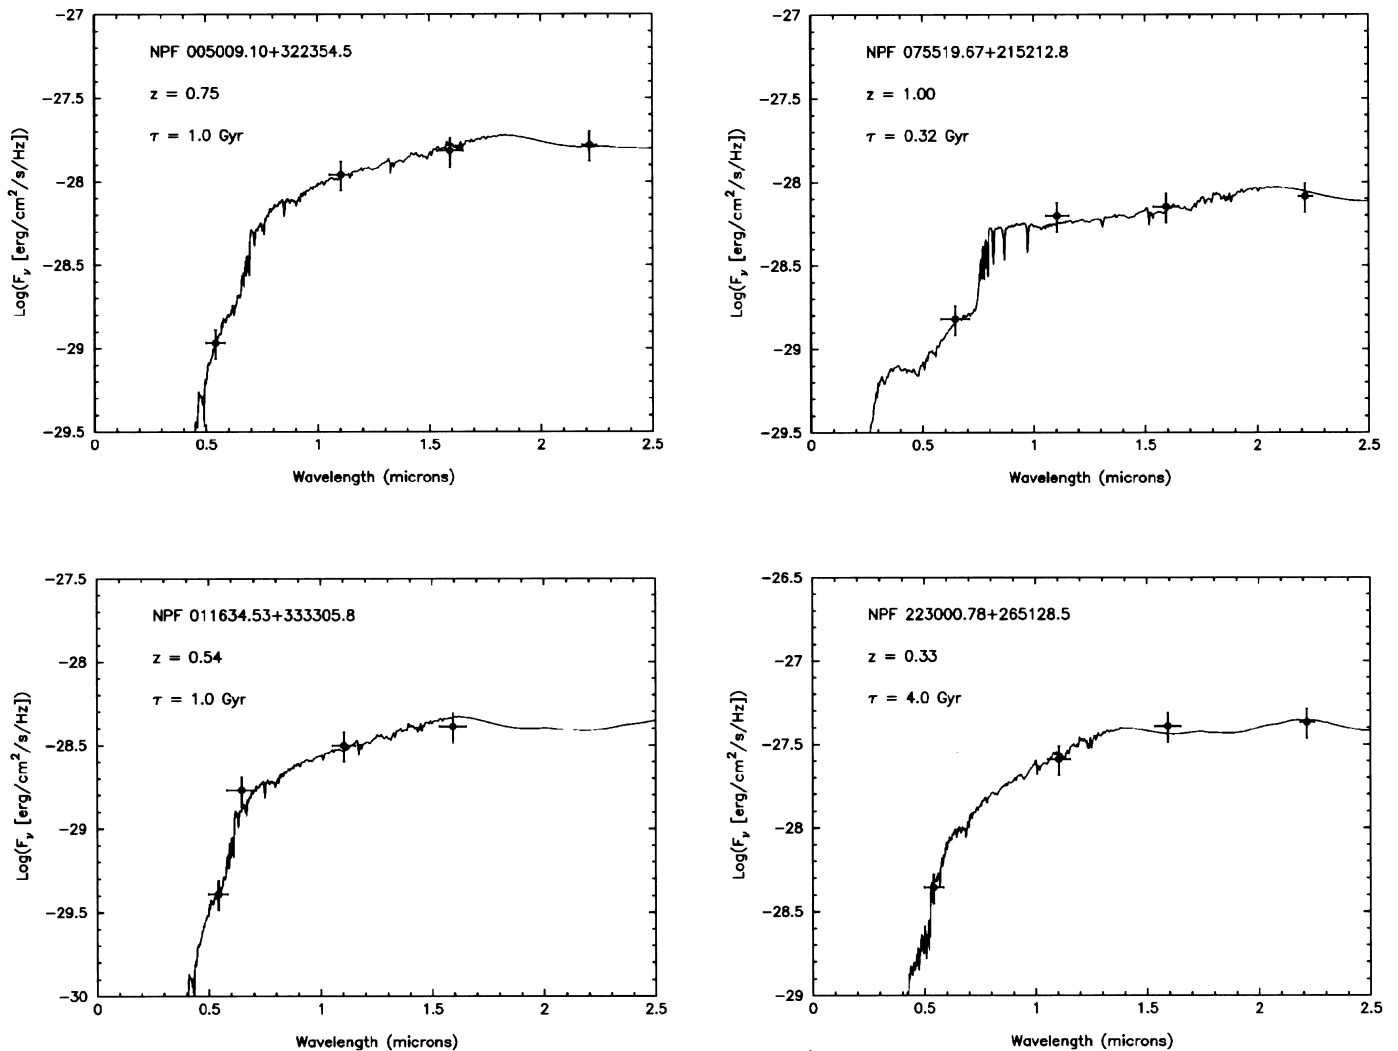 NPF 005009.10+322354.5
z = 0.75
τ = 1.0 Gyr
Log(Fν [erg/cm²/s/Hz])
-27
-27.5
-28
-28.5
-29
-29.5
0 0.5 1 1.5 2 2.5
Wavelength (microns)
NPF 075519.67+215212.8
z = 1.00
τ = 0.32 Gyr
Log(Fν [erg/cm²/s/Hz])
-27
-27.5
-28
-28.5
-29
-29.5
0 0.5 1 1.5 2 2.5
Wavelength (microns)
NPF 011634.53+333305.8
z = 0.54
τ = 1.0 Gyr
Log(Fν [erg/cm²/s/Hz])
-27.5
-28
-28.5
-29
-29.5
-30
0 0.5 1 1.5 2 2.5
Wavelength (microns)
NPF 223000.78+265128.5
z = 0.33
τ = 4.0 Gyr
Log(Fν [erg/cm²/s/Hz])
-26.5
-27
-27.5
-28
-28.5
-29
0 0.5 1 1.5 2 2.5
Wavelength (microns)